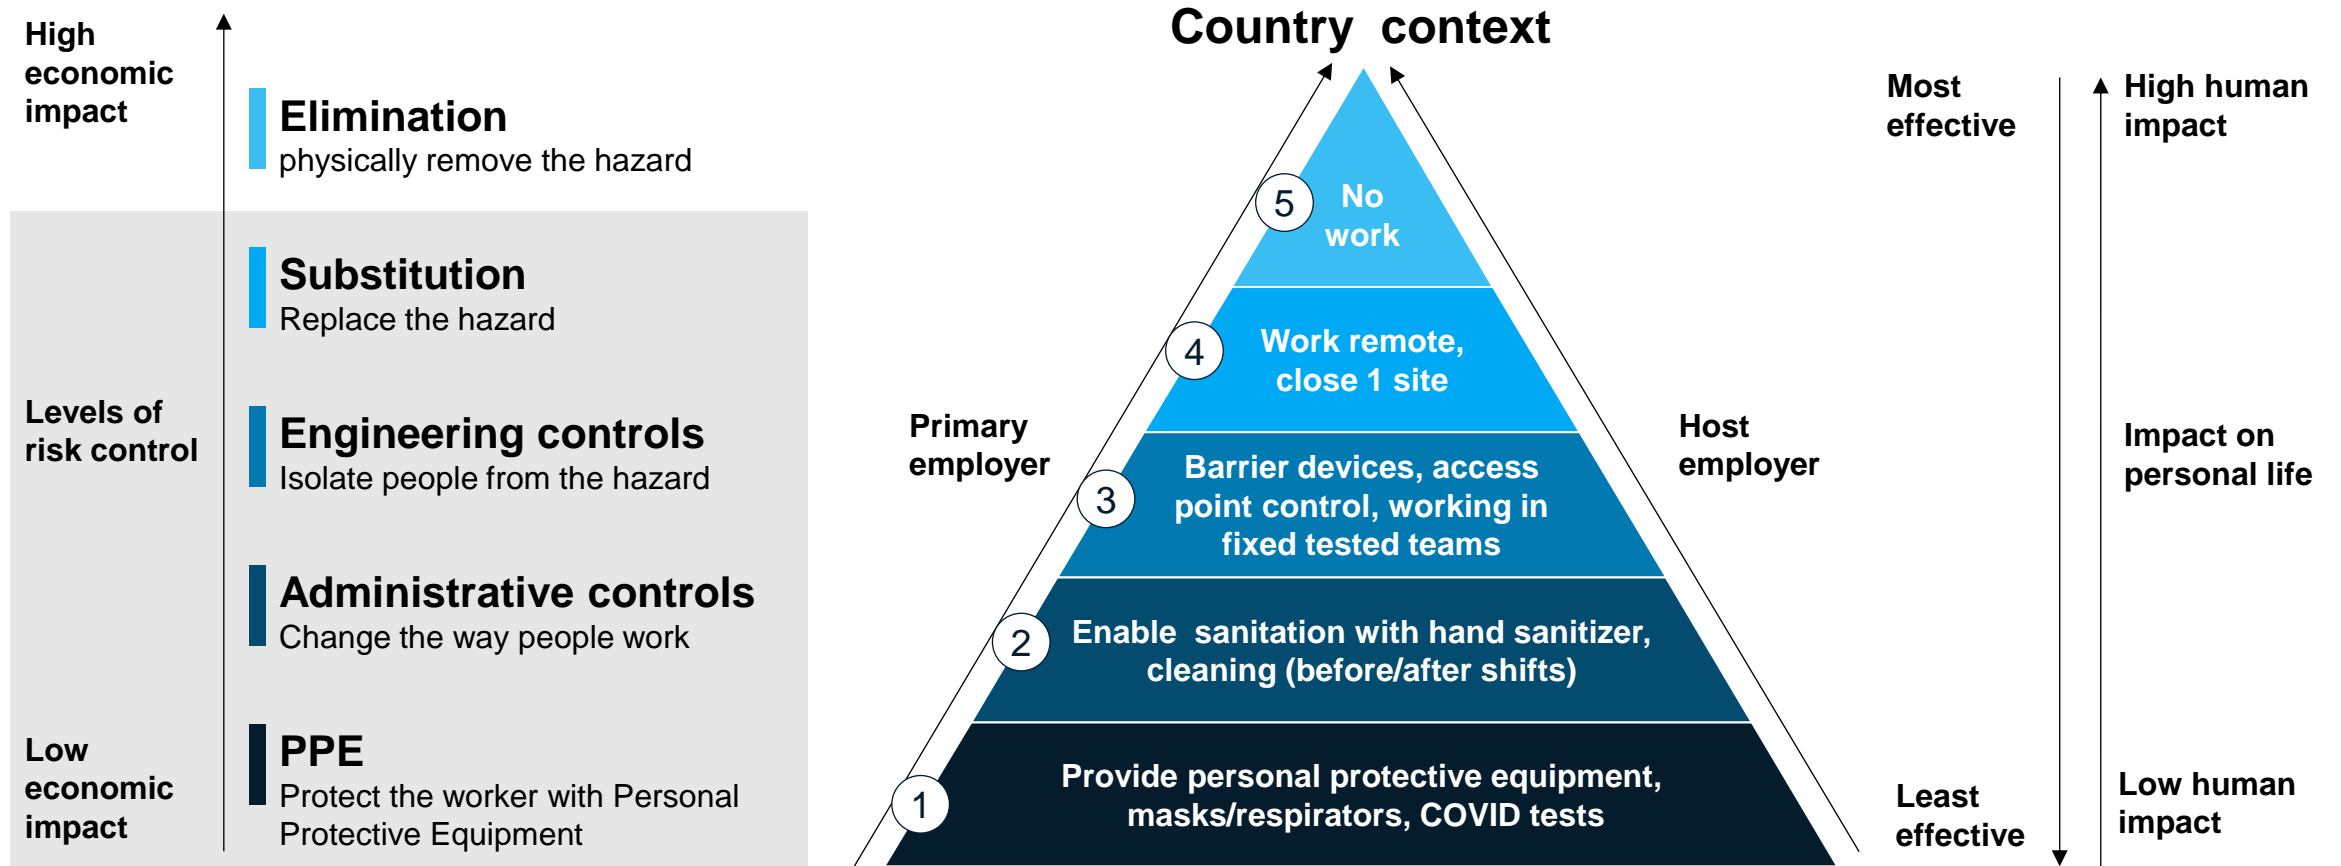 High
economic
impact
Elimination
physically remove the hazard
Substitution
Replace the hazard
Levels of
risk control
Engineering controls
Isolate people from the hazard
Administrative controls
Change the way people work
Low
economic
impact
PPE
Protect the worker with Personal
Protective Equipment
Country context
Primary
employer
Host
employer
5
No
work
4
Work remote,
close 1 site
3
Barrier devices, access
point control, working in
fixed tested teams
2
Enable sanitation with hand sanitizer,
cleaning (before/after shifts)
1
Provide personal protective equipment,
masks/respirators, COVID tests
Most
effective
Least
effective
High human
impact
Impact on
personal life
Low human
impact